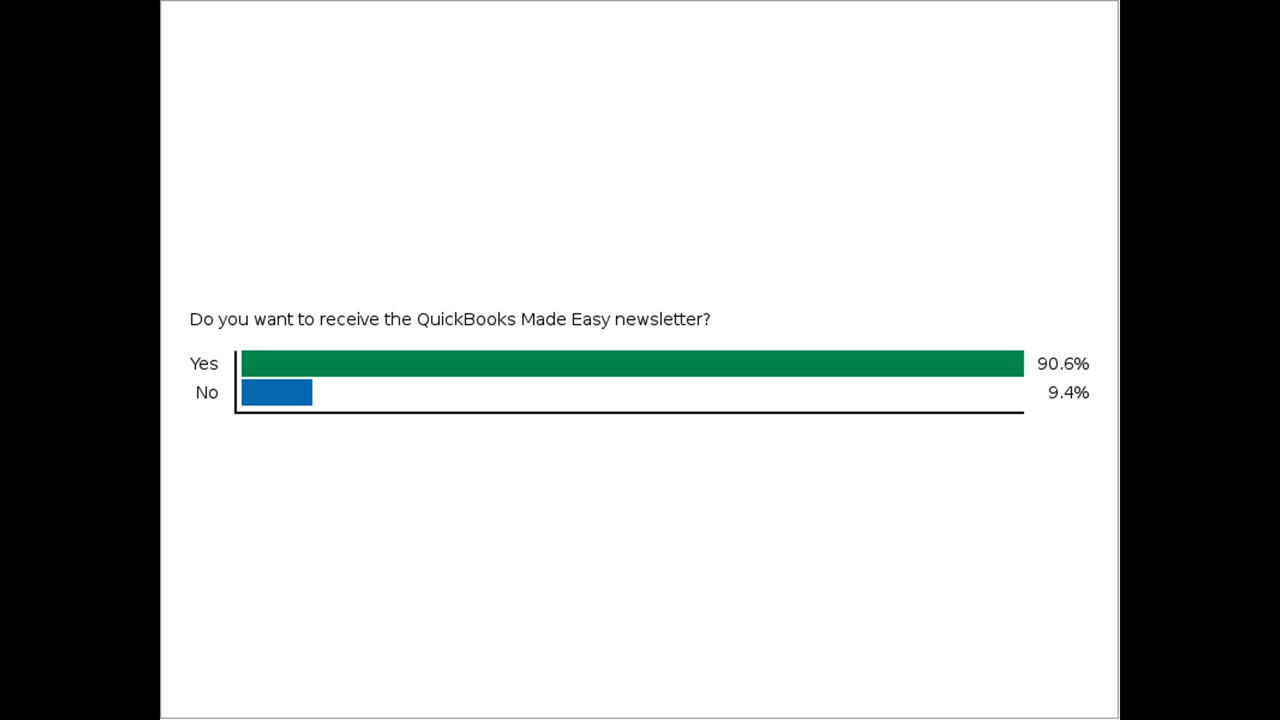 Do you want to receive the QuickBooks Made Easy newsletter?
Yes 90.6%
No 9.4%